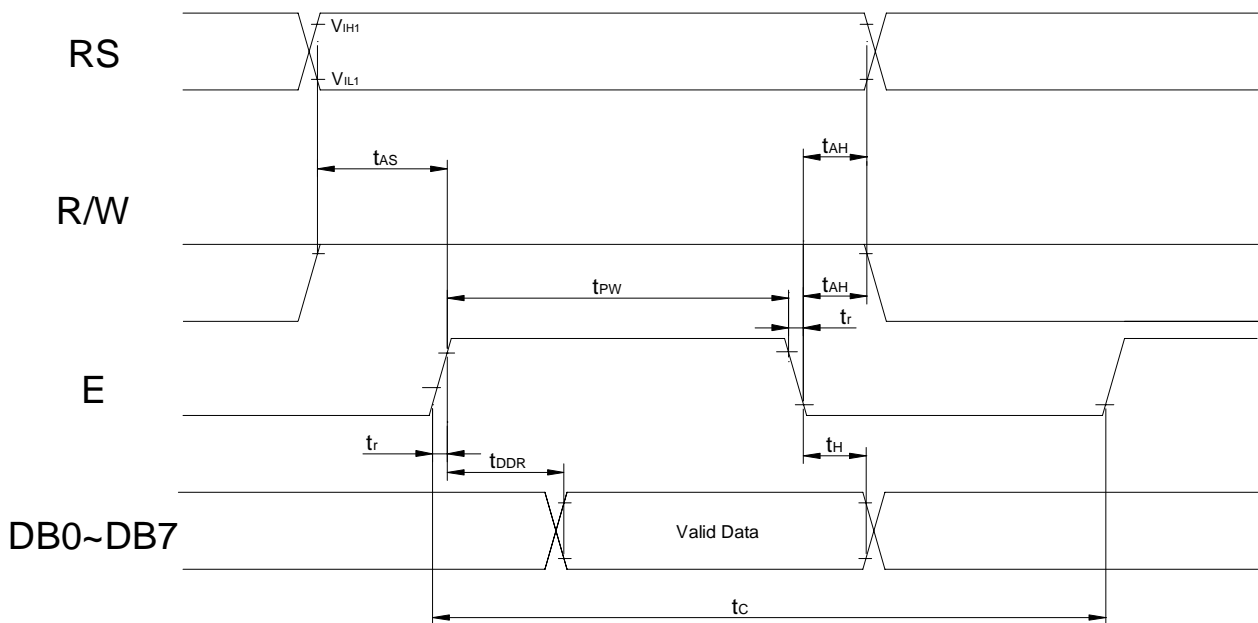 RS
VIH1
VIL1
tAS
tAH
R/W
tPW
tAH
tr
E
tr
tDDR
tH
DB0~DB7
Valid Data
tC